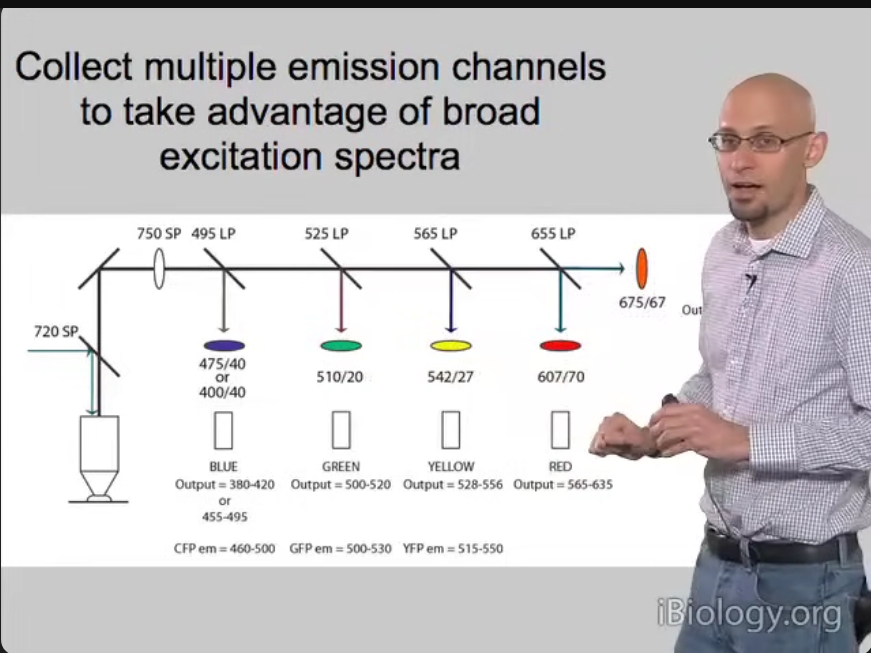 Collect multiple emission channels
to take advantage of broad
excitation spectra
750 SP 495 LP 525 LP 565 LP 655 LP
675/67
Out
720 SP
475/40
or
400/40
510/20 542/27 607/70
BLUE GREEN YELLOW RED
Output = 380-420 Output = 500-520 Output = 528-556 Output = 565-635
or
455-495
CFP em = 460-500 GFP em = 500-530 YFP em = 515-550
iBiology.org